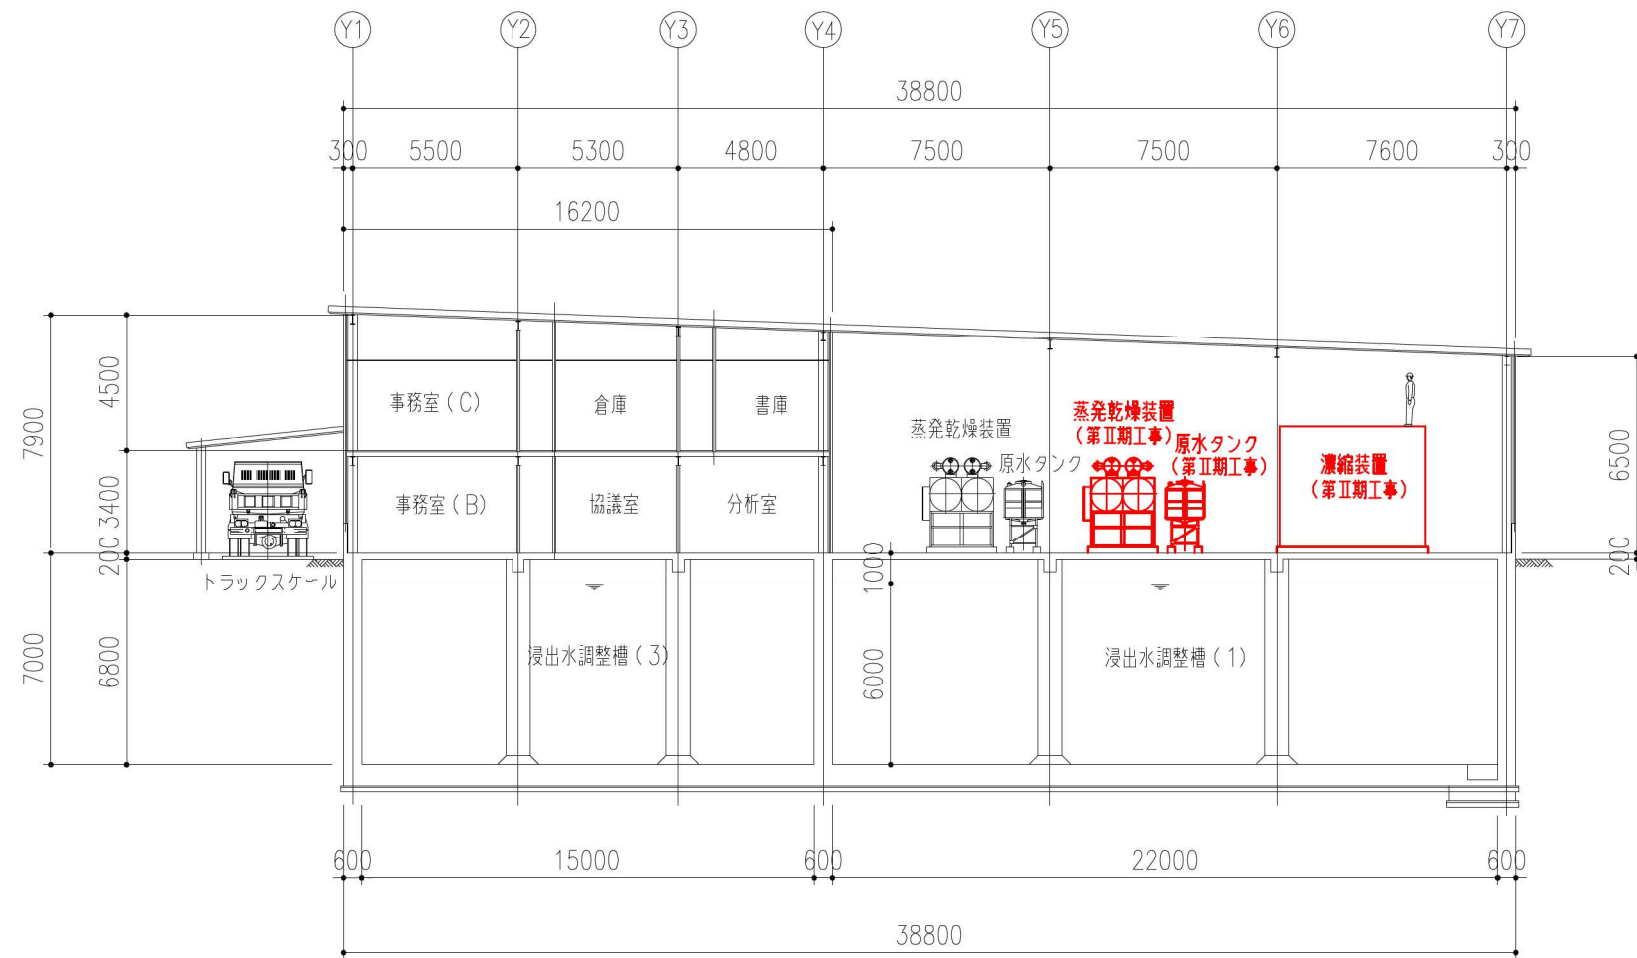 Y1 Y2 Y3 Y4 Y5 Y6 Y7
38800
300 5500 5300 4800 7500 7500 7600 300
16200
7900
4500
3400
20C
7000
6800
事務室(C)
倉庫
書庫
事務室(B)
協議室
分析室
トラックスケール
蒸発乾燥装置
原水タンク
蒸発乾燥装置
(第Ⅱ期工事)
原水タンク
(第Ⅱ期工事)
濃縮装置
(第Ⅱ期工事)
6500
20C
1000
6000
浸出水調整槽(3)
浸出水調整槽(1)
600 15000 600 22000 600
38800